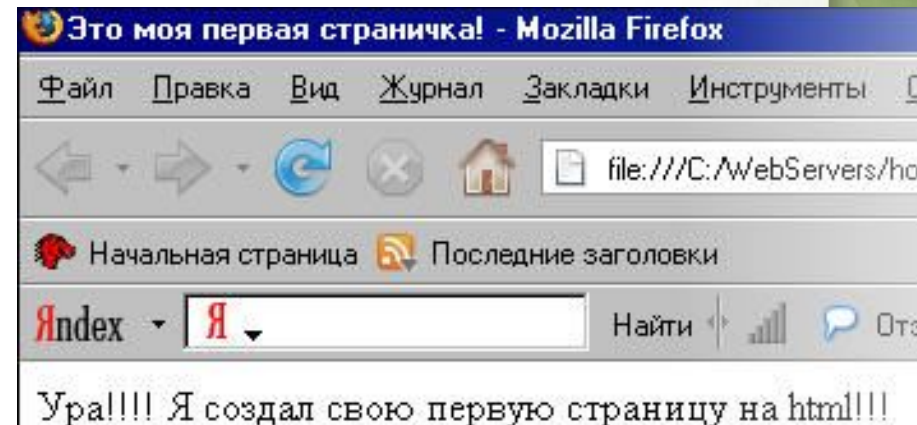 Это моя первая страничка! - Mozilla Firefox
Файл Правка Вид Журнал Закладки Инструменты
file:///C:/WebServers/ho
Начальная страница Последние заголовки
Яndex Я Найти Отз
Ура!!!! Я создал свою первую страницу на html!!!